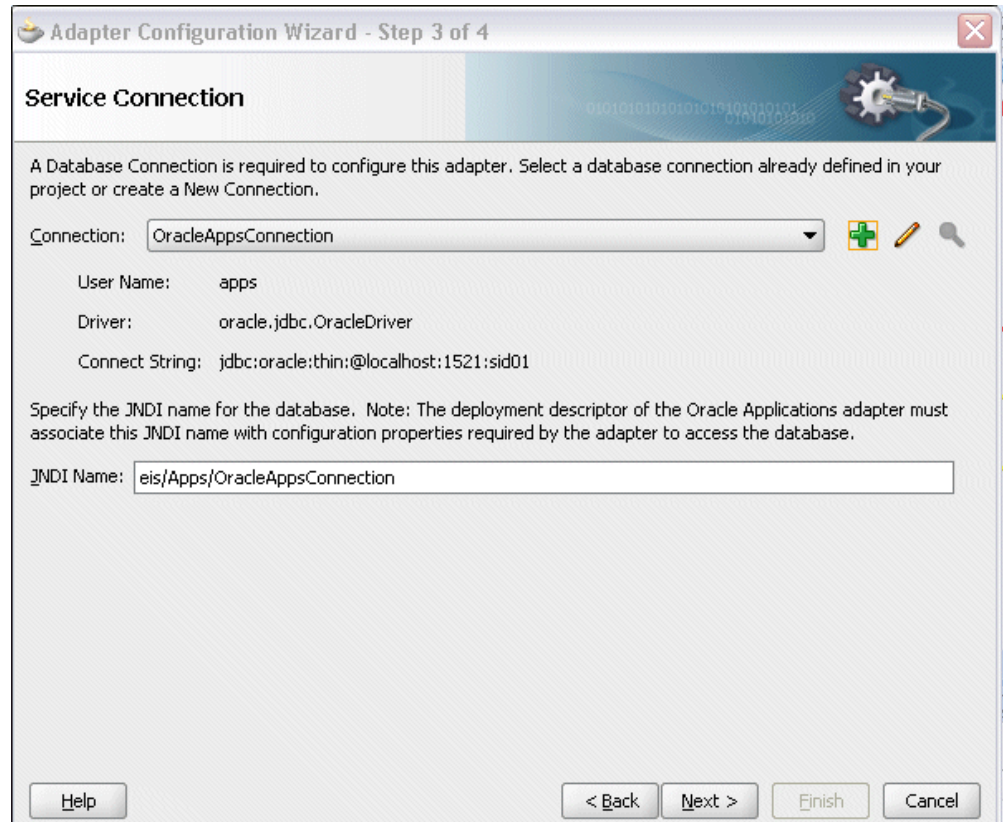 Adapter Configuration Wizard - Step 3 of 4
Service Connection
A Database Connection is required to configure this adapter. Select a database connection already defined in your
project or create a New Connection.
Connection: OracleAppsConnection
User Name: apps
Driver: oracle.jdbc.OracleDriver
Connect String: jdbc:oracle:thin:@localhost:1521:sid01
Specify the JNDI name for the database. Note: The deployment descriptor of the Oracle Applications adapter must
associate this JNDI name with configuration properties required by the adapter to access the database.
JNDI Name: eis/Apps/OracleAppsConnection
Help < Back Next > Finish Cancel